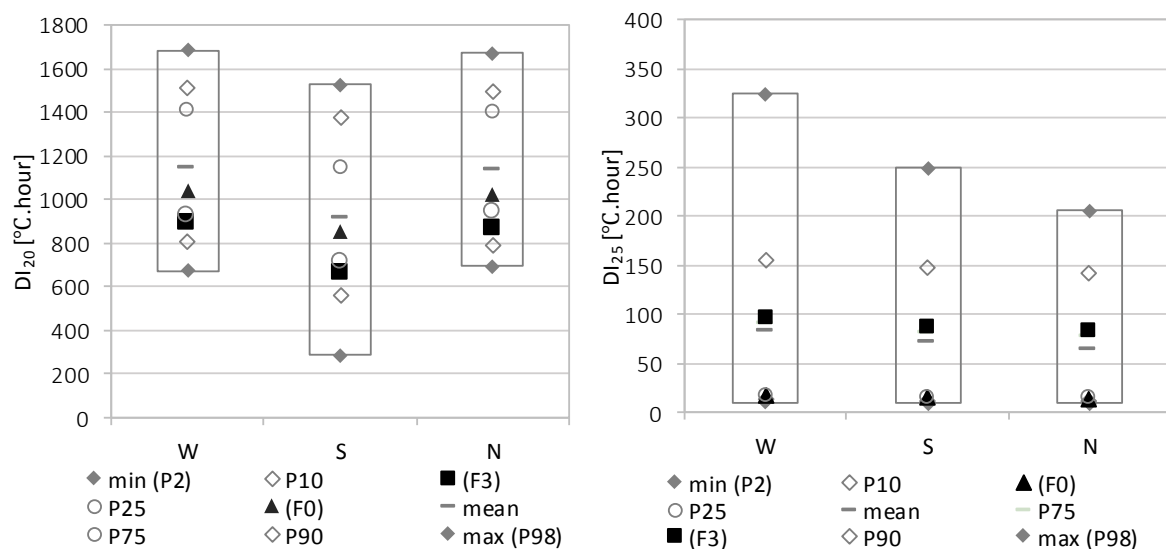 1800
1600
1400
1200
1000
800
600
400
200
0
DI20 [°C.hour]
W S N
min (P2) P10 (F3)
P25 (F0) mean
P75 P90 max (P98)
400
350
300
250
200
150
100
50
0
DI25 [°C.hour]
W S N
min (P2) P10 (F0)
P25 mean P75
(F3) P90 max (P98)